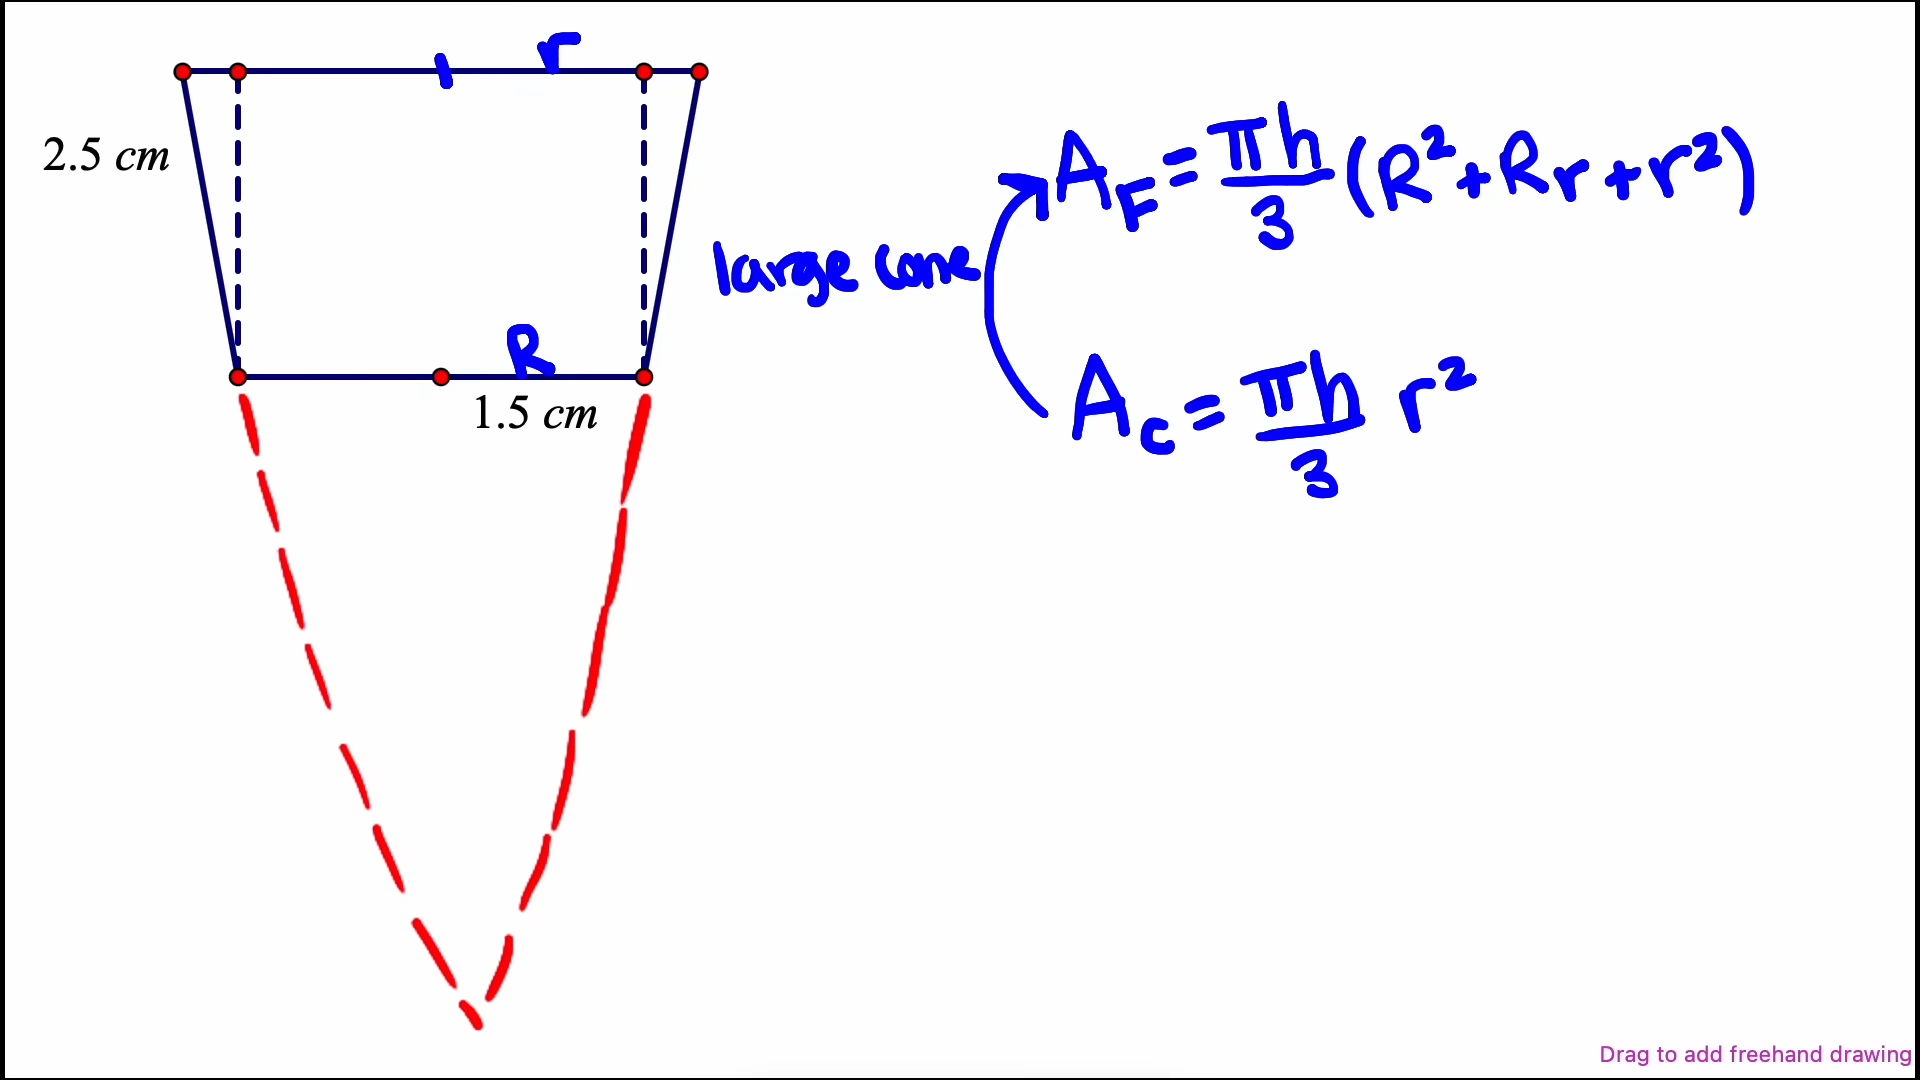 r
2.5 cm
A_F = πh/3 (R² + Rr + r²)
large cone
R
1.5 cm
A_c = πh/3 r²
Drag to add freehand drawing